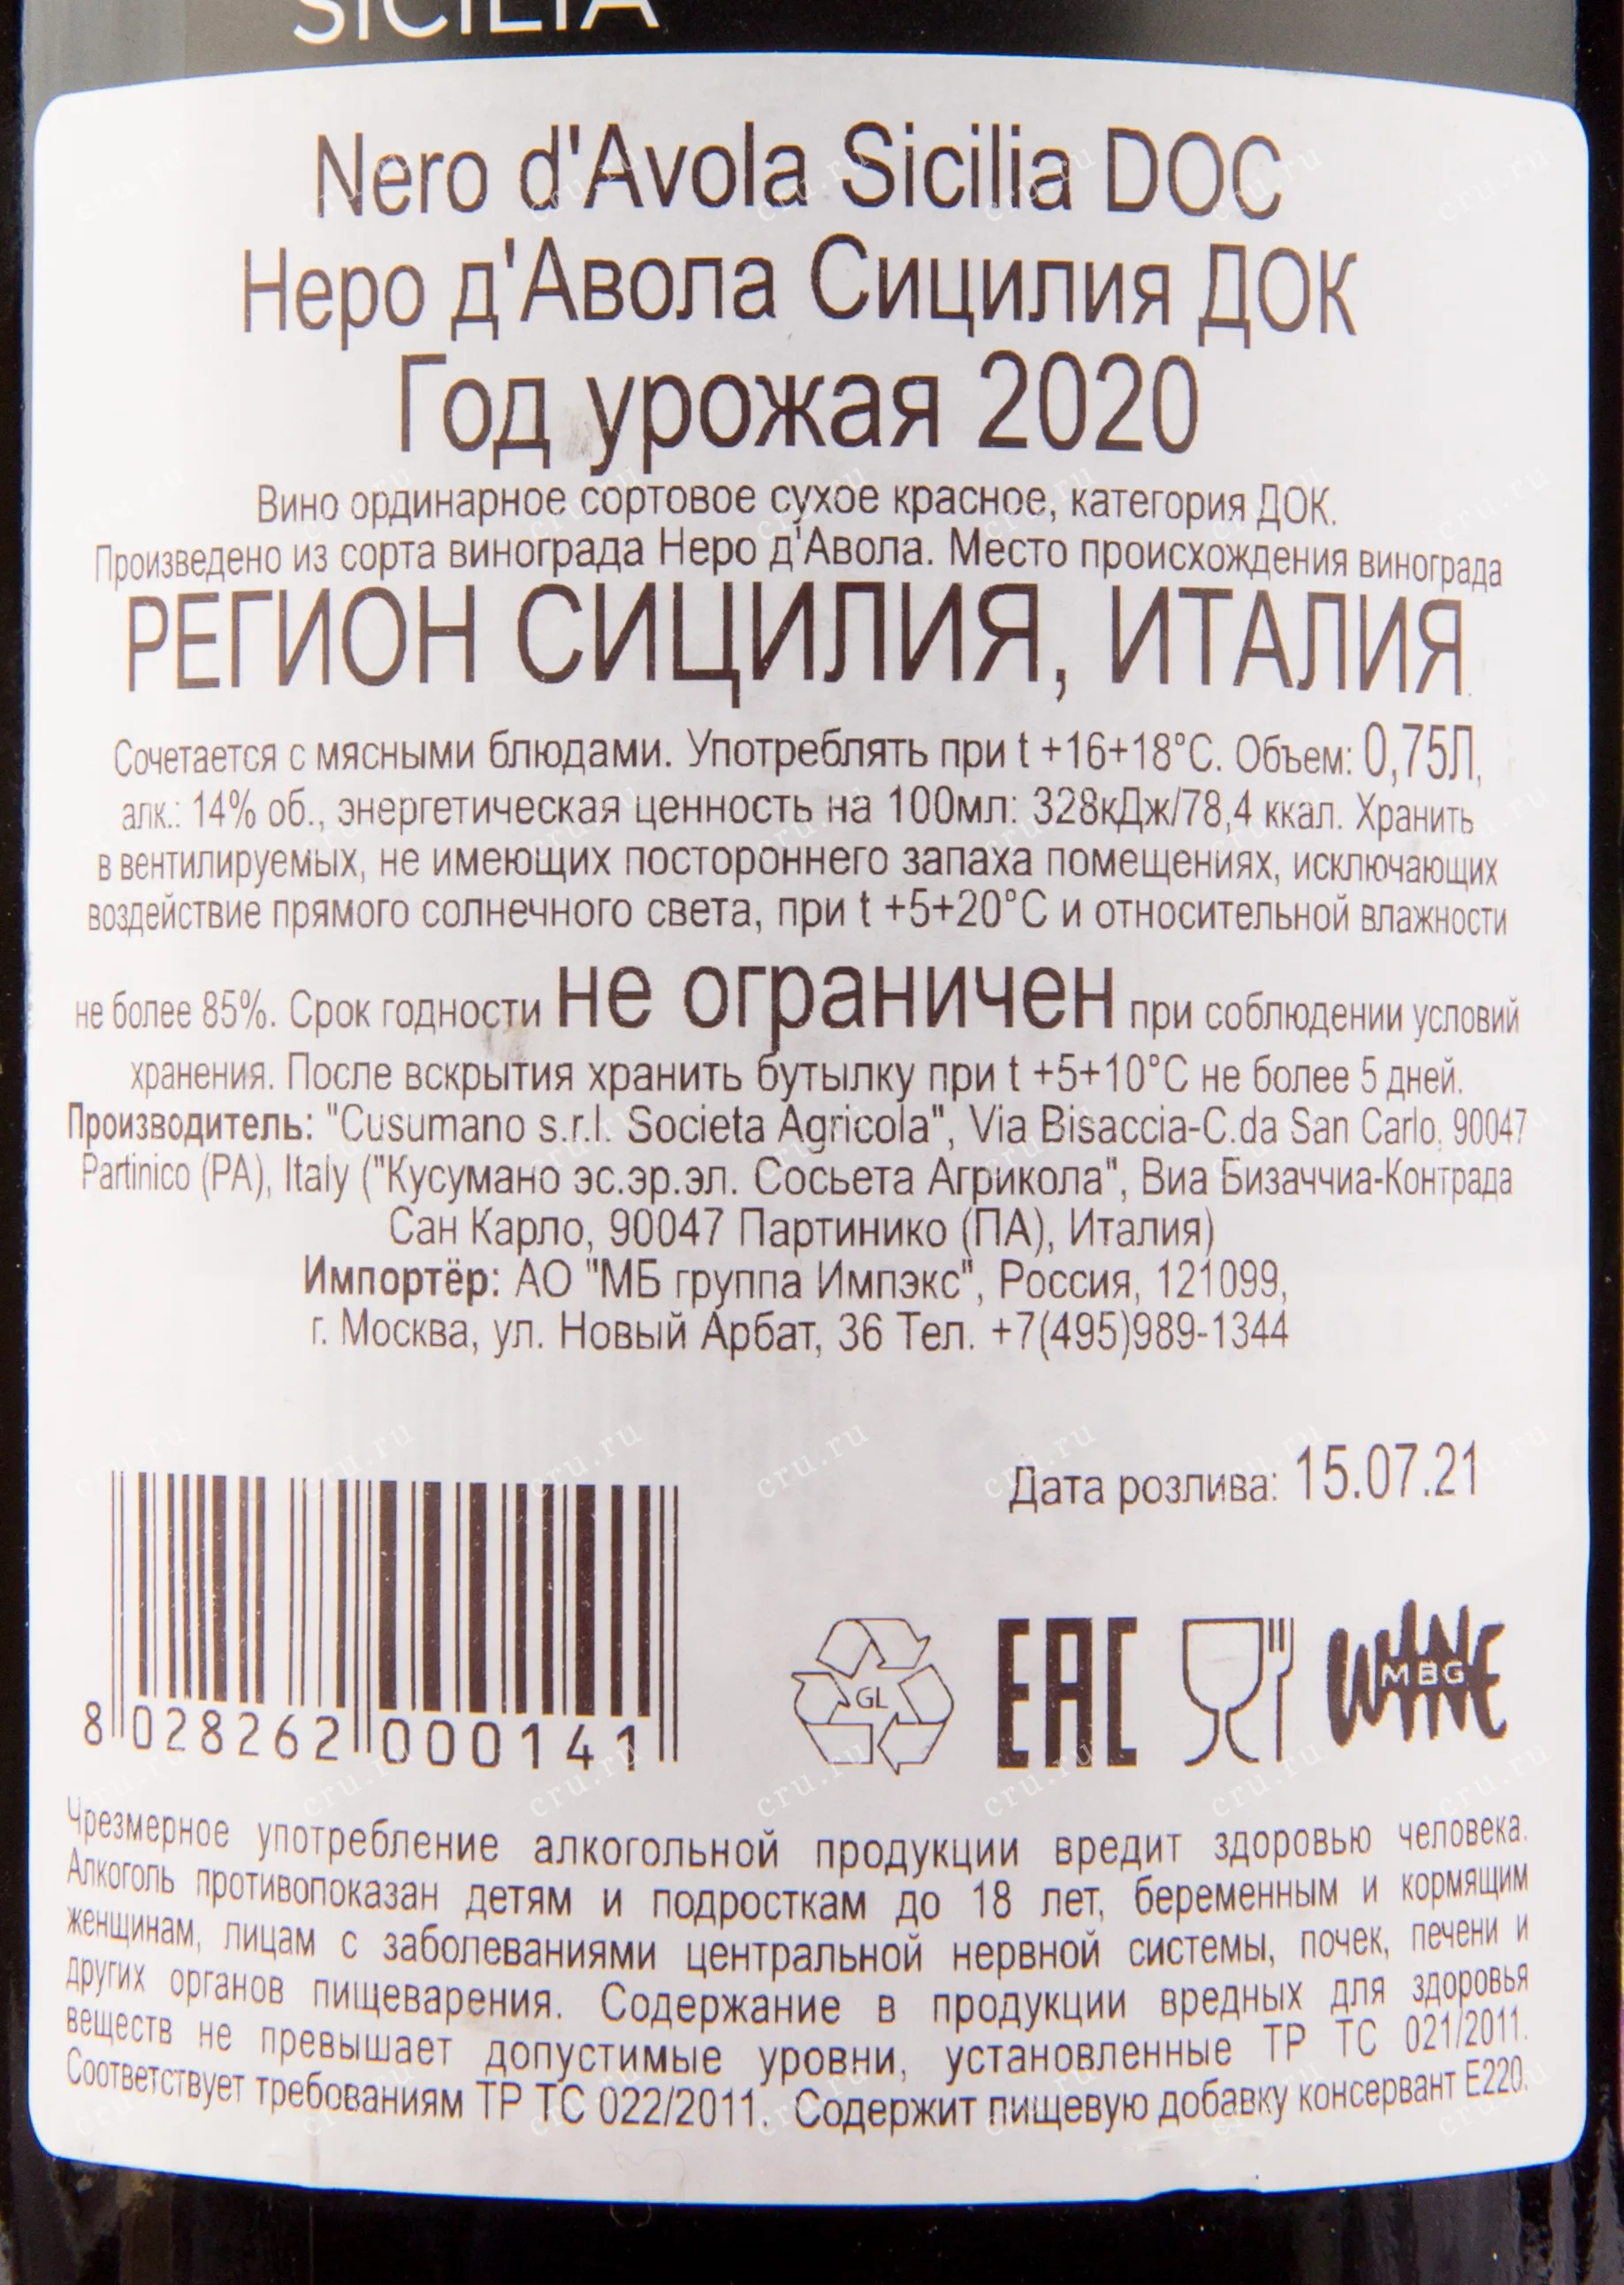 SICILIA
Nero d'Avola Sicilia DOC
Неро д'Авола Сицилия ДОК
Год урожая 2020
Вино ординарное сортовое сухое красное, категория ДОК.
Произведено из сорта винограда Неро д'Авола. Место происхождения винограда
РЕГИОН СИЦИЛИЯ, ИТАЛИЯ.
Сочетается с мясными блюдами. Употреблять при t +16+18°C. Объем: 0,75Л,
алк.: 14% об., энергетическая ценность на 100мл: 328кДж/78,4 ккал. Хранить
в вентилируемых, не имеющих постороннего запаха помещениях, исключающих
воздействие прямого солнечного света, при t +5+20°C и относительной влажности
не более 85%. Срок годности не ограничен при соблюдении условий
хранения. После вскрытия хранить бутылку при t +5+10°C не более 5 дней.
Производитель: "Cusumano s.r.l. Societa Agricola", Via Bisaccia-C.da San Carlo, 90047
Partinico (PA), Italy ("Кусумано эс.эр.эл. Сосьета Агрикола", Виа Бизаччиа-Контрада
Сан Карло, 90047 Партинико (ПА), Италия)
Импортёр: АО "МБ группа Импэкс", Россия, 121099,
г. Москва, ул. Новый Арбат, 36 Тел. +7(495)989-1344
Дата розлива: 15.07.21
8 028262 000141
GL
EAC
WINE
MBG
Чрезмерное употребление алкогольной продукции вредит здоровью человека.
Алкоголь противопоказан детям и подросткам до 18 лет, беременным и кормящим
женщинам, лицам с заболеваниями центральной нервной системы, почек, печени и
других органов пищеварения. Содержание в продукции вредных для здоровья
веществ не превышает допустимые уровни, установленные ТР ТС 021/2011.
Соответствует требованиям ТР ТС 022/2011. Содержит пищевую добавку консервант Е220.
cru.ru